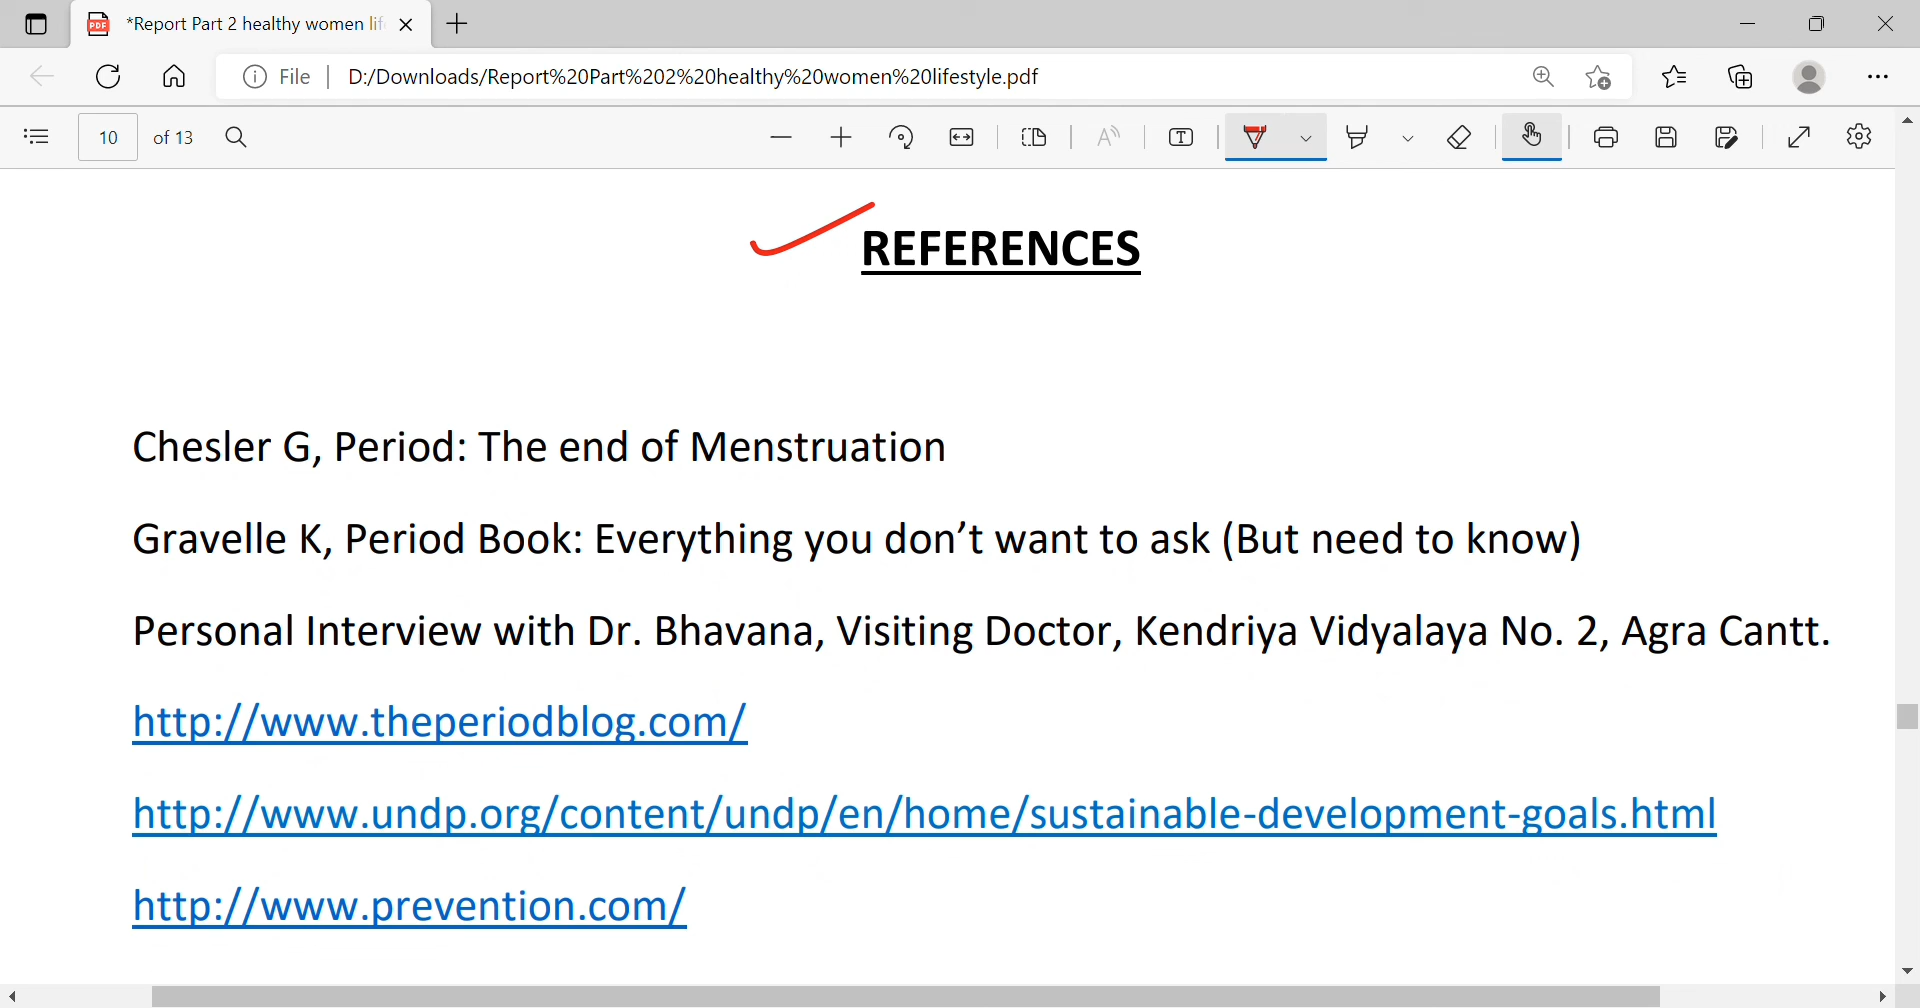 *Report Part 2 healthy women lif
File
D:/Downloads/Report%20Part%202%20healthy%20women%20lifestyle.pdf
10 of 13
REFERENCES
Chesler G, Period: The end of Menstruation
Gravelle K, Period Book: Everything you don’t want to ask (But need to know)
Personal Interview with Dr. Bhavana, Visiting Doctor, Kendriya Vidyalaya No. 2, Agra Cantt.
http://www.theperiodblog.com/
http://www.undp.org/content/undp/en/home/sustainable-development-goals.html
http://www.prevention.com/